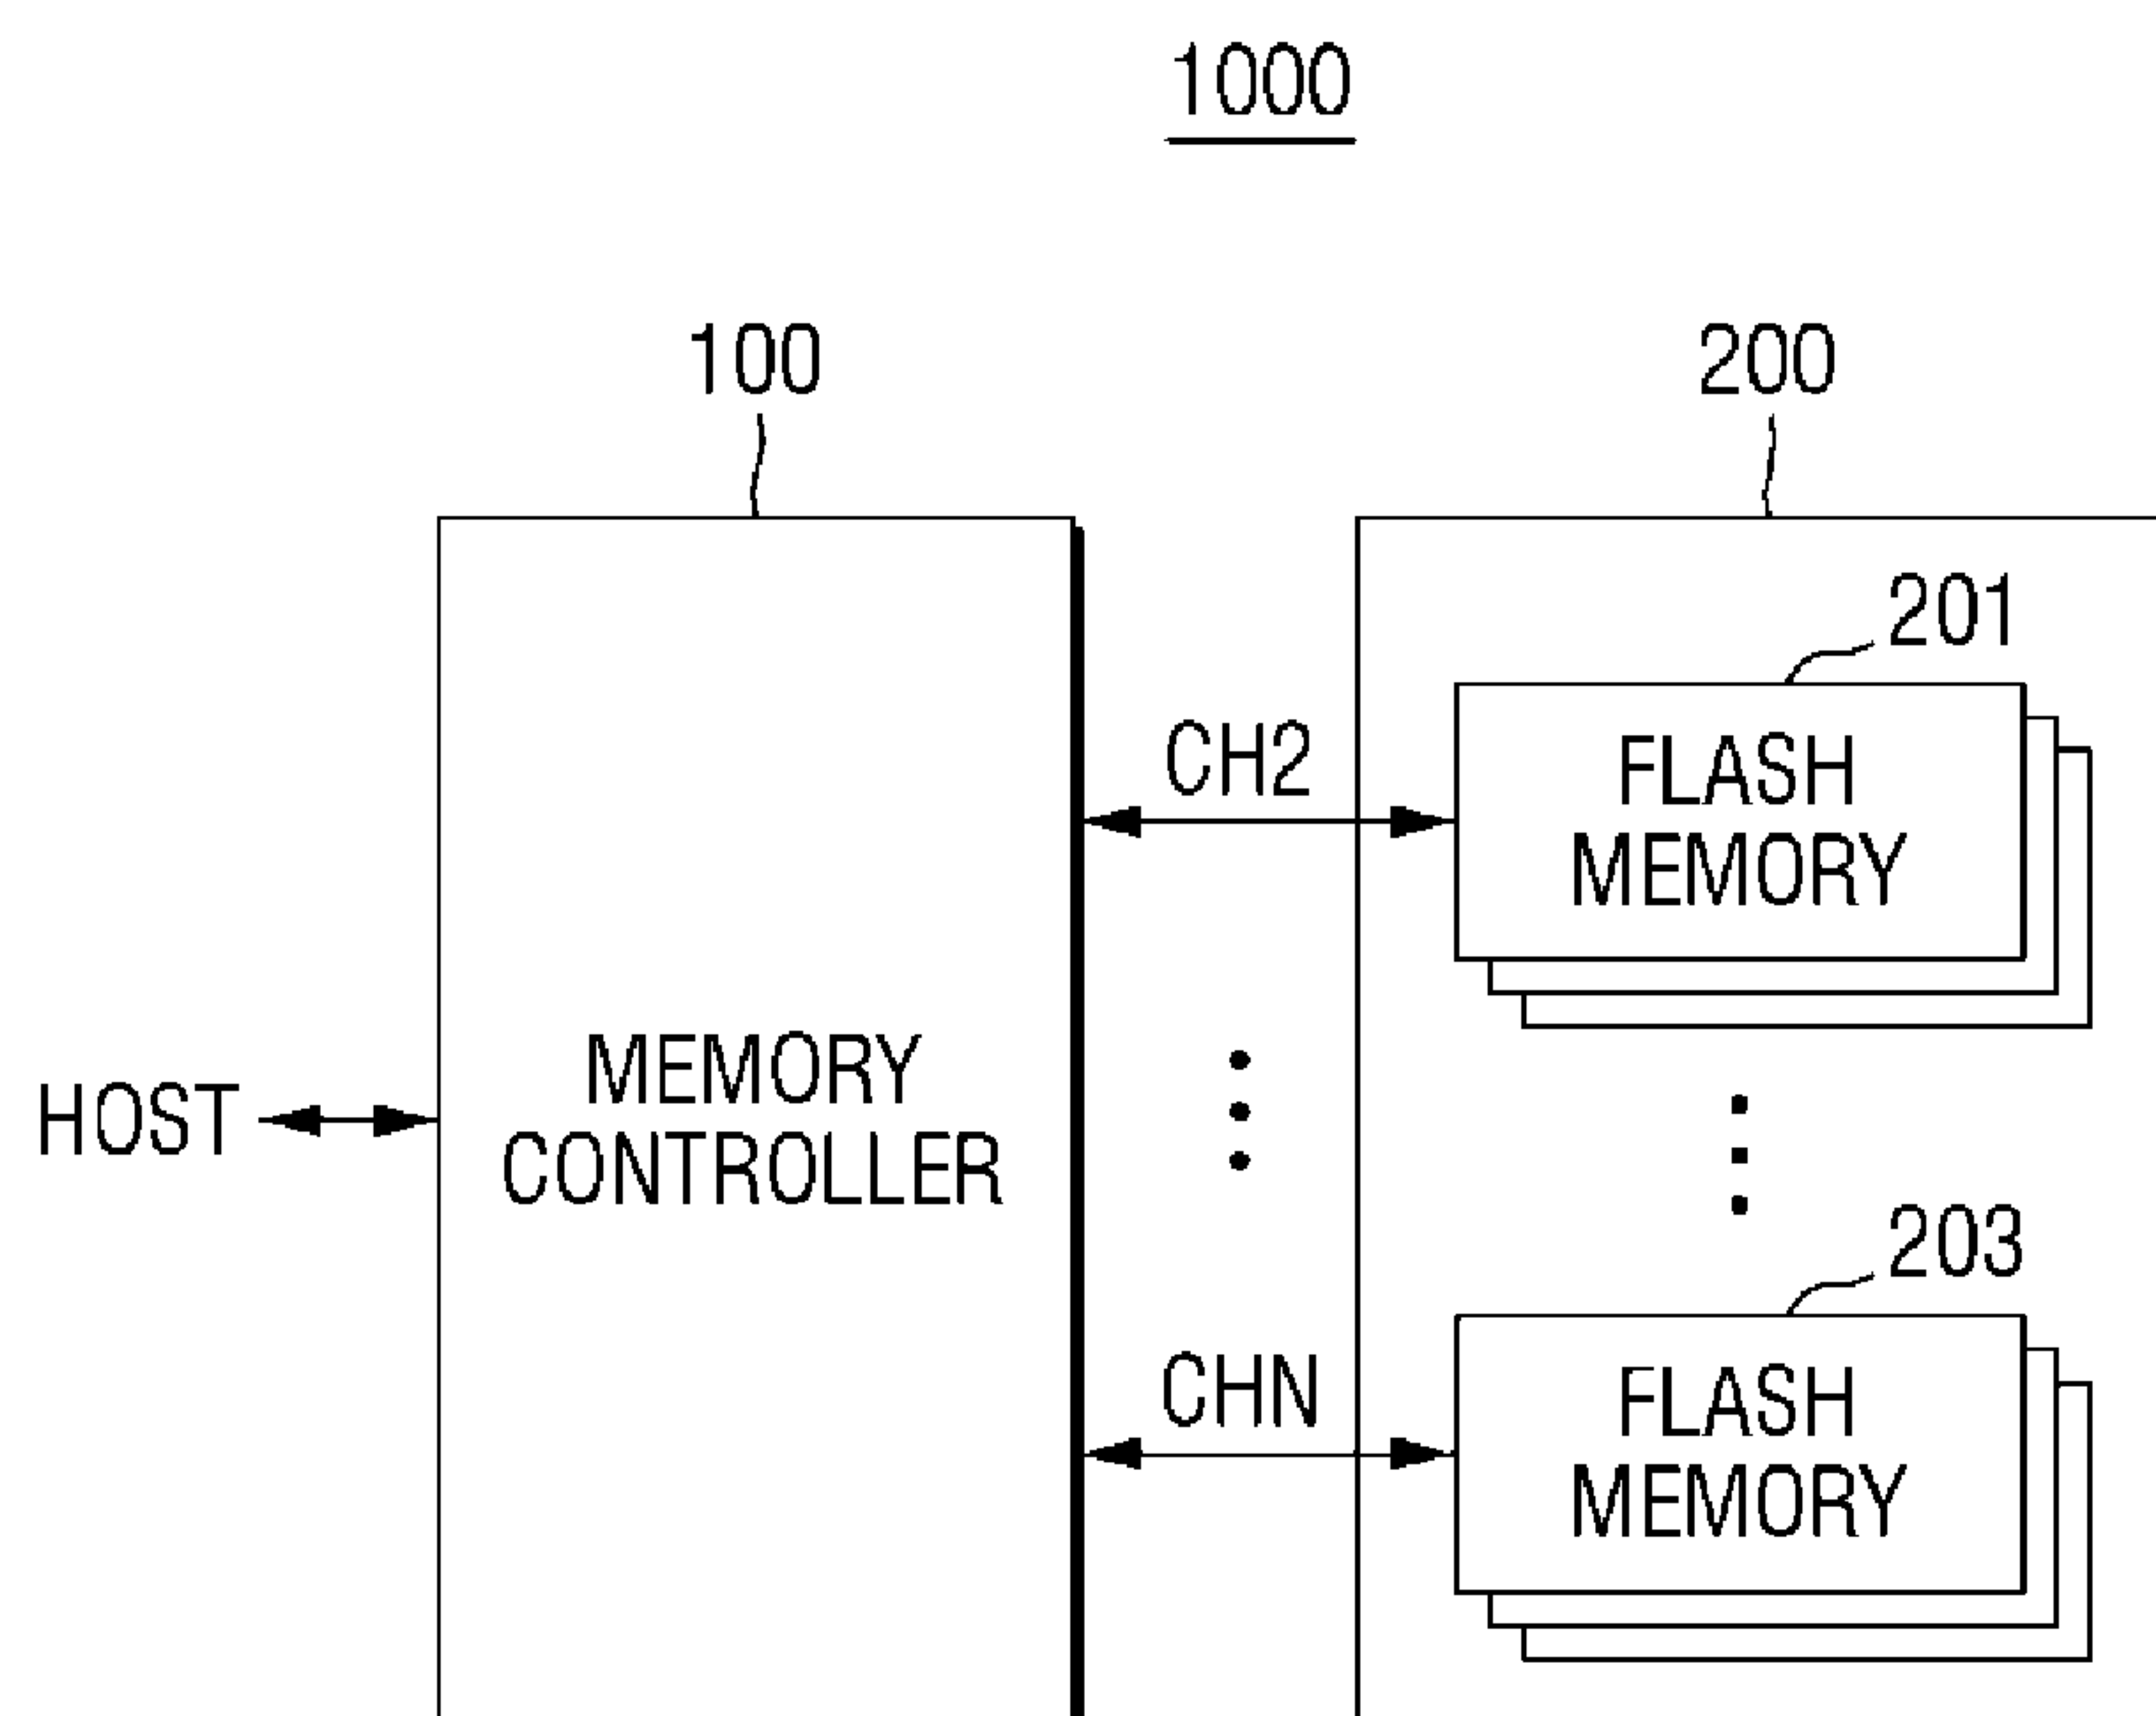 1000
100
200
201
CH2
FLASH
MEMORY
HOST
MEMORY
CONTROLLER
203
CHN
FLASH
MEMORY